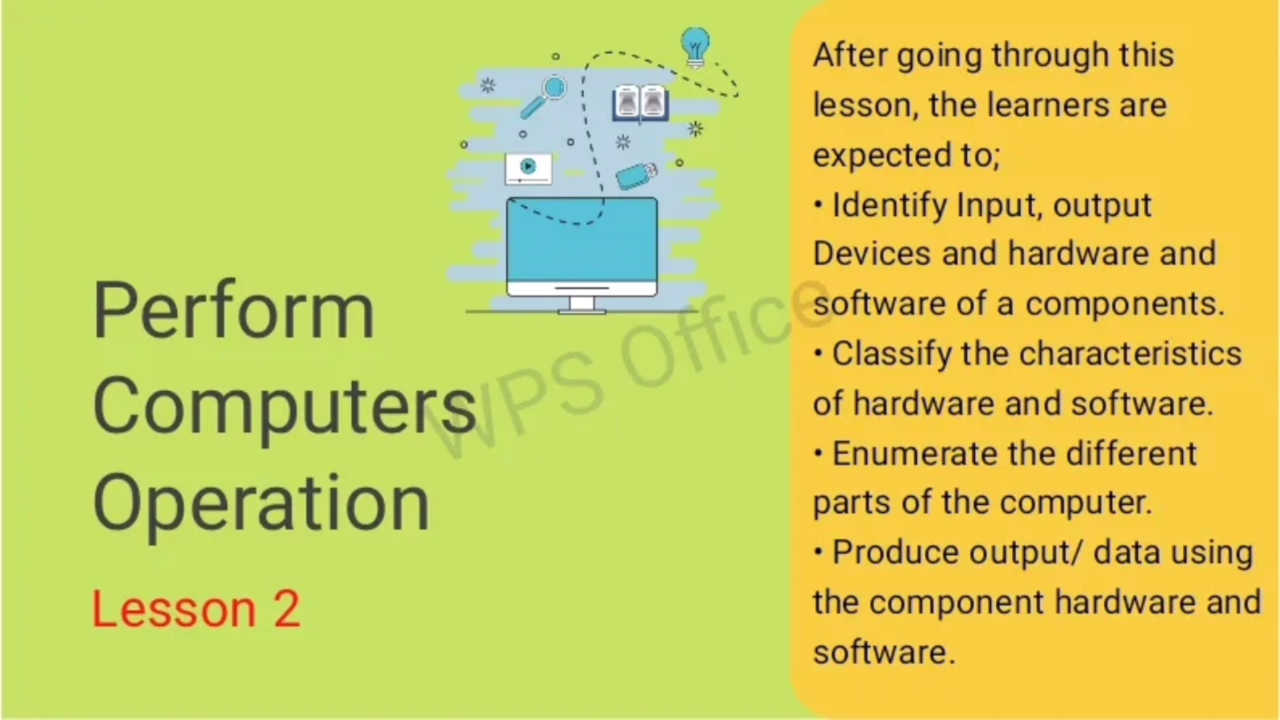 Perform
Computers
Operation
Lesson 2
WPS Office
After going through this
lesson, the learners are
expected to;
• Identify Input, output
Devices and hardware and
software of a components.
• Classify the characteristics
of hardware and software.
• Enumerate the different
parts of the computer.
• Produce output/ data using
the component hardware and
software.